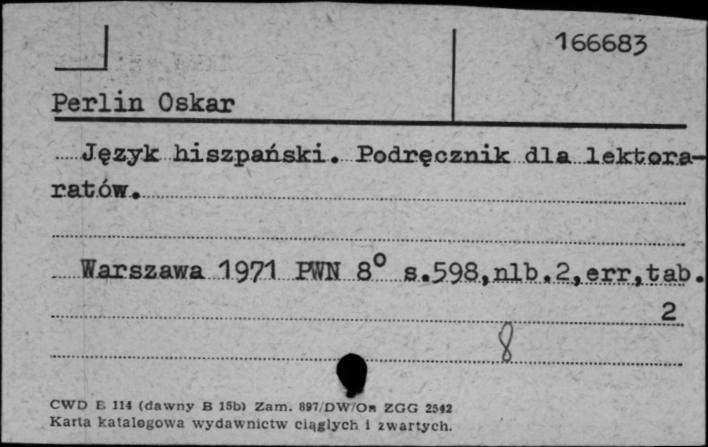 166683
Perlin Oskar
Język hiszpański. Podręcznik dla lektora-
ratów.
Warszawa 1971 PWN 8° s.598,nlb.2,err,tab.
2
8
CWD E 114 (dawny B 15b) Zam. 897/DW/Om ZGG 2542
Karta katalogowa wydawnictw ciągłych i zwartych.